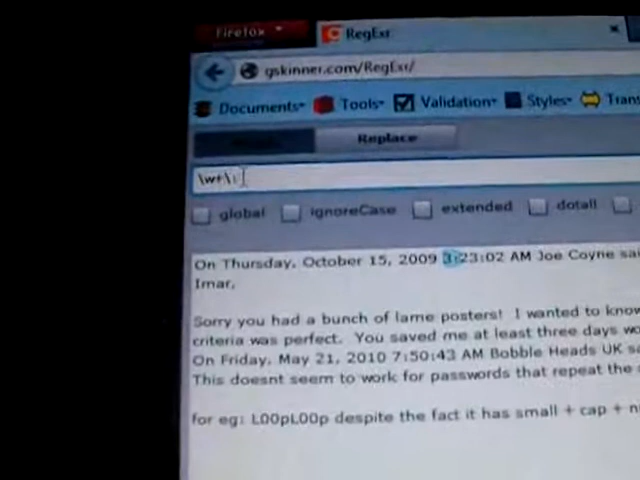 Firefox
RegExr
gskinner.com/RegExr/
Documents Tools Validation Styles Trans
Replace
\w+\:
global ignoreCase extended dotall
On Thursday, October 15, 2009 3:23:02 AM Joe Coyne sai
Imar,
Sorry you had a bunch of lame posters! I wanted to know
criteria was perfect. You saved me at least three days wo
On Friday, May 21, 2010 7:50:43 AM Bobble Heads UK sa
This doesnt seem to work for passwords that repeat the
for eg: L00pL00p despite the fact it has small + cap + n